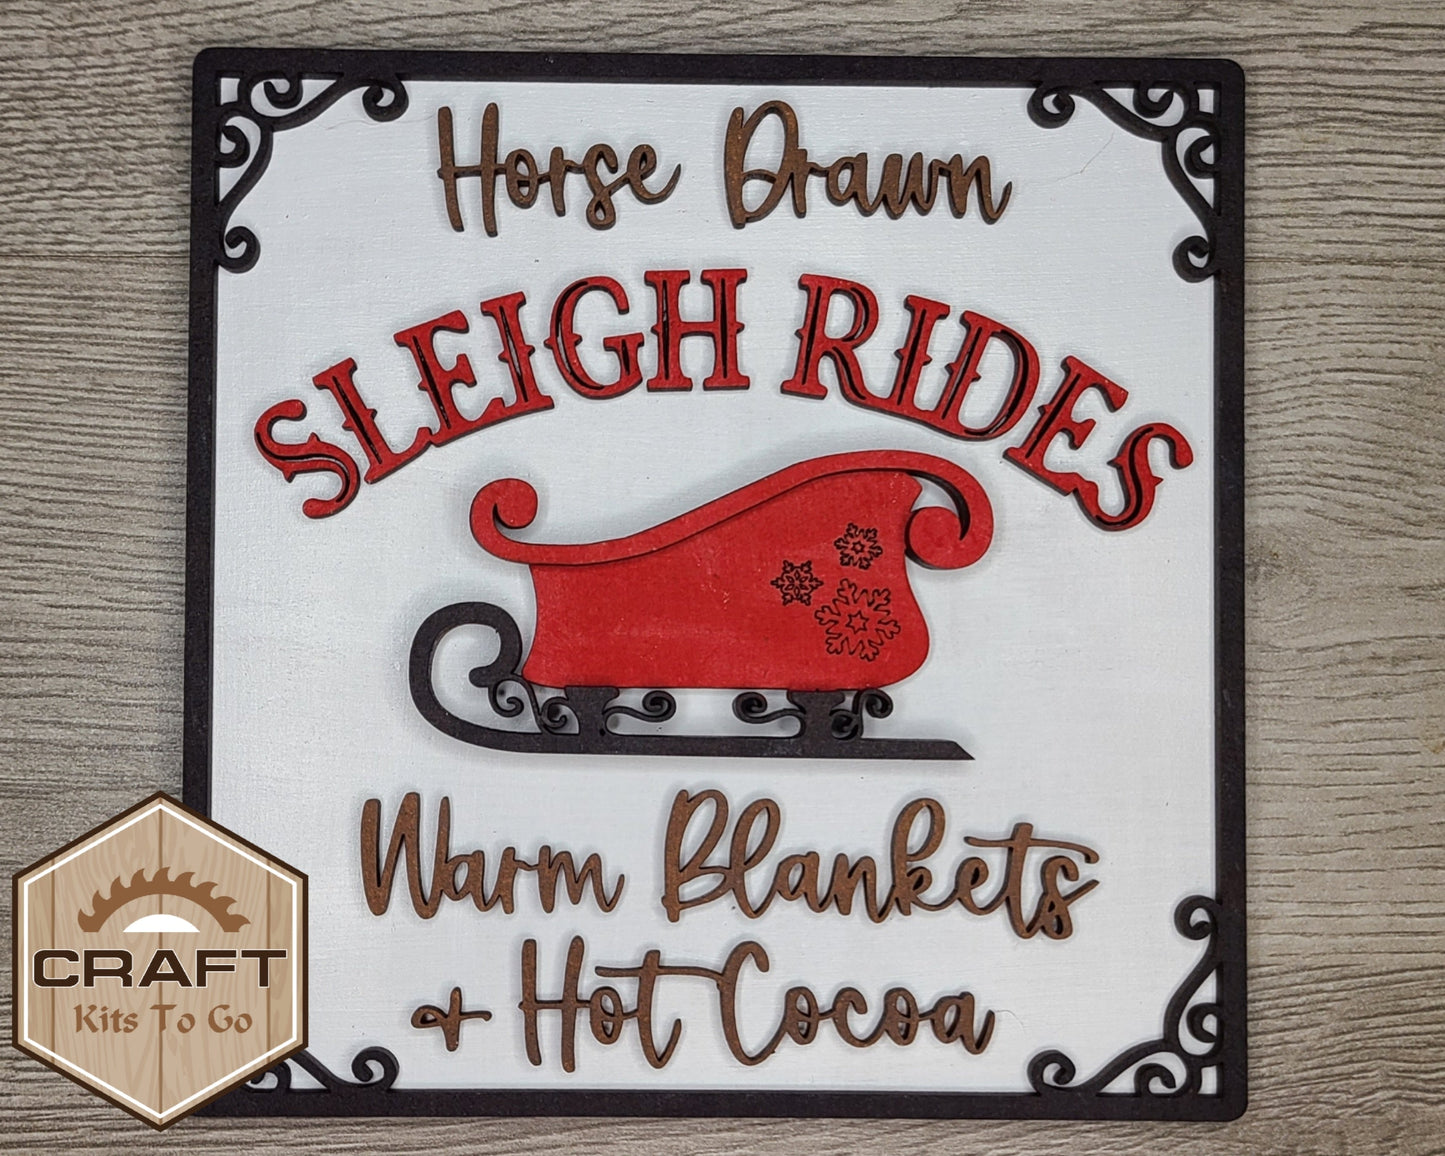 Horse Drawn
SLEIGH RIDES
Warm Blankets
+ Hot Cocoa
CRAFT
Kits To Go